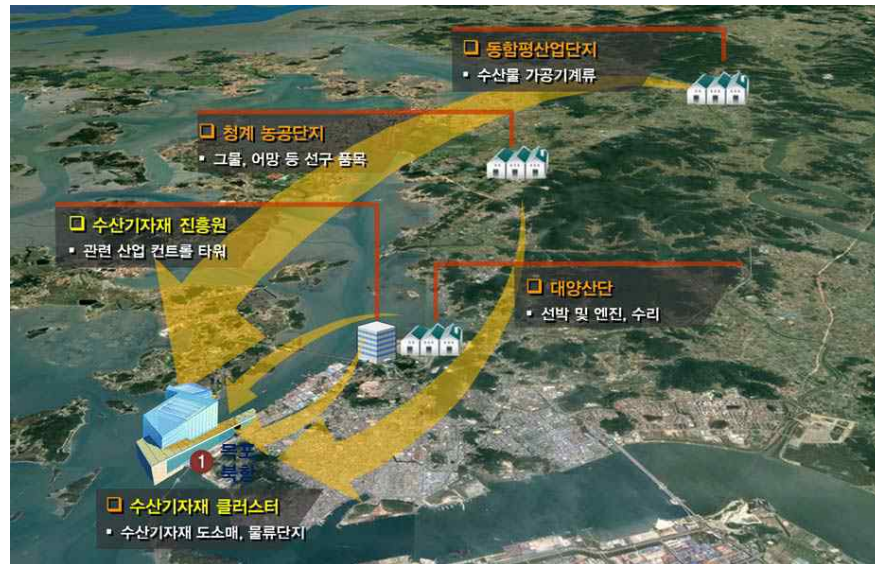 ❑ 동함평산업단지
▪ 수산물 가공기계류
❑ 청계 농공단지
▪ 그물, 어망 등 선구 품목
❑ 수산기자재 진흥원
▪ 관련 산업 컨트롤 타워
❑ 대양산단
▪ 선박 및 엔진, 수리
1
목포
북항
❑ 수산기자재 클러스터
▪ 수산기자재 도소매, 물류단지